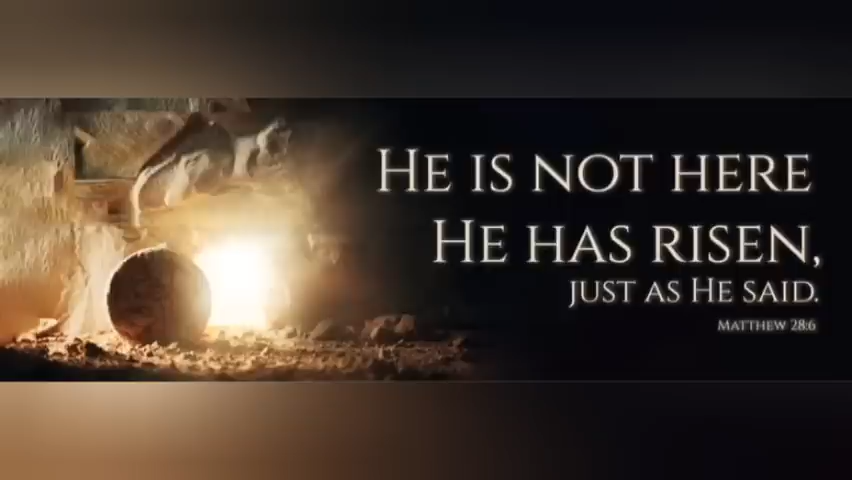 He is not here
He has risen,
just as He said.
Matthew 28:6